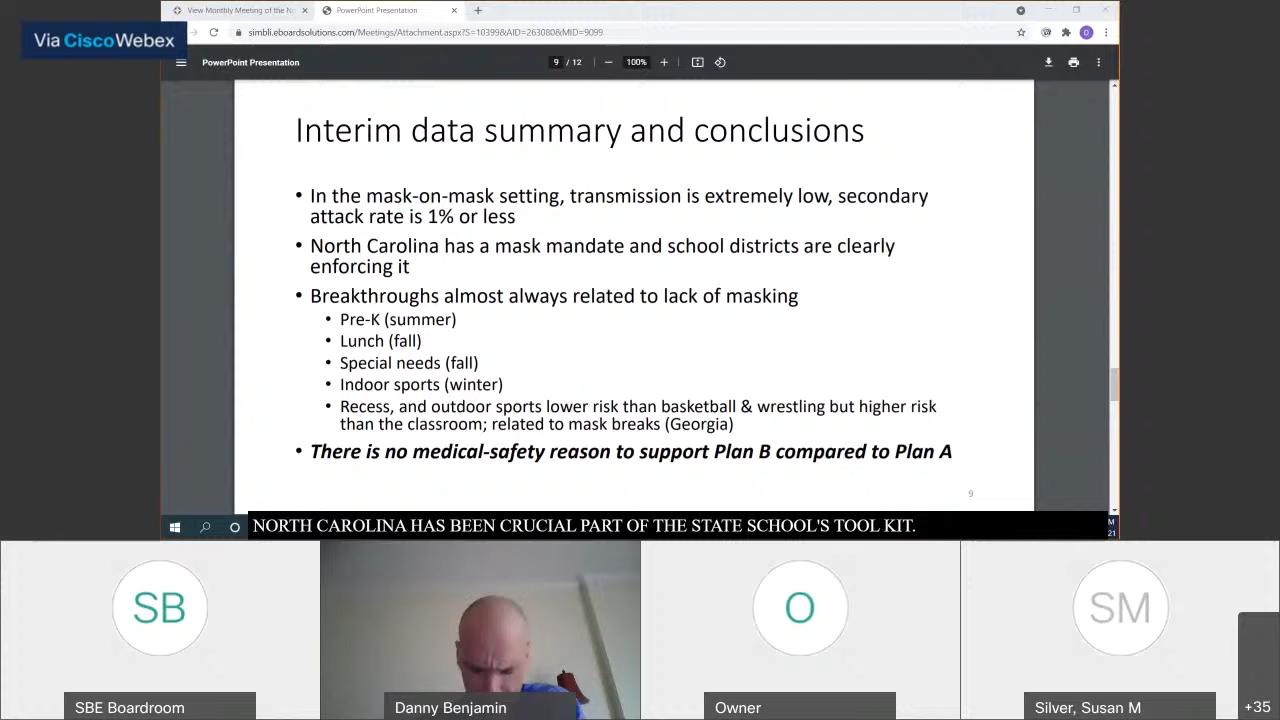 View Monthly Meeting of the N
PowerPoint Presentation
Via Cisco Webex
simbli.eboardsolutions.com/Meetings/Attachment.aspx?S=10399&AID=2630808&MID=9099
D
PowerPoint Presentation
9 / 12
100%
Interim data summary and conclusions
• In the mask-on-mask setting, transmission is extremely low, secondary
attack rate is 1% or less
• North Carolina has a mask mandate and school districts are clearly
enforcing it
• Breakthroughs almost always related to lack of masking
• Pre-K (summer)
• Lunch (fall)
• Special needs (fall)
• Indoor sports (winter)
• Recess, and outdoor sports lower risk than basketball & wrestling but higher risk
than the classroom; related to mask breaks (Georgia)
• There is no medical-safety reason to support Plan B compared to Plan A
9
NORTH CAROLINA HAS BEEN CRUCIAL PART OF THE STATE SCHOOL'S TOOL KIT.
M
21
SB
O
SM
SBE Boardroom
Danny Benjamin
Owner
Silver, Susan M
+35